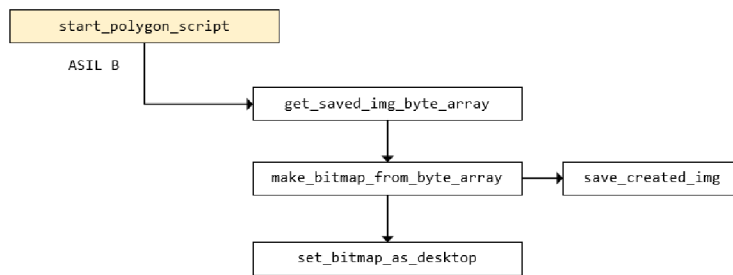 start_polygon_script
ASIL B
get_saved_img_byte_array
make_bitmap_from_byte_array
save_created_img
set_bitmap_as_desktop